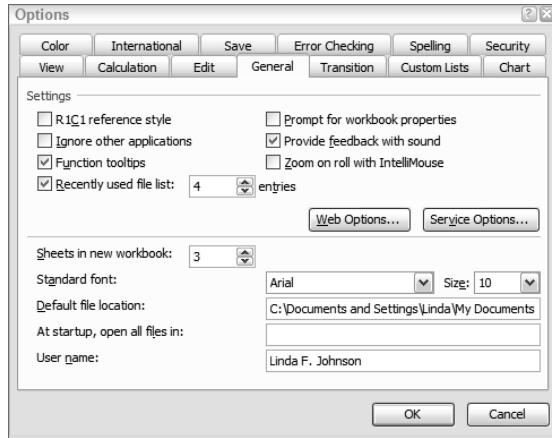 Options
Color International Save Error Checking Spelling Security
View Calculation Edit General Transition Custom Lists Chart
Settings
R1C1 reference style Prompt for workbook properties
Ignore other applications Provide feedback with sound
Function tooltips Zoom on roll with IntelliMouse
Recently used file list: 4 entries
Web Options... Service Options...
Sheets in new workbook: 3
Standard font: Arial Size: 10
Default file location: C:\Documents and Settings\Linda\My Documents
At startup, open all files in:
User name: Linda F. Johnson
OK Cancel